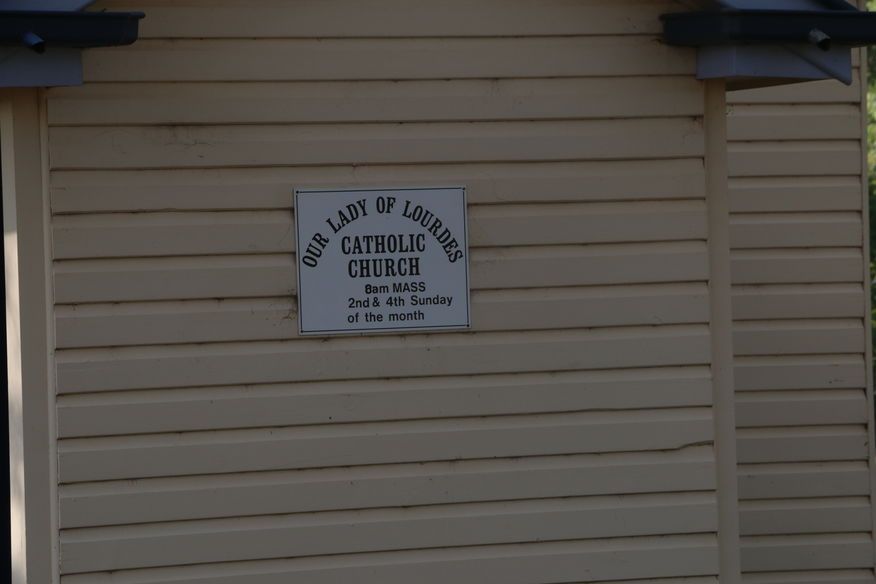 OUR LADY OF LOURDES
CATHOLIC
CHURCH
8am MASS
2nd & 4th Sunday
of the month